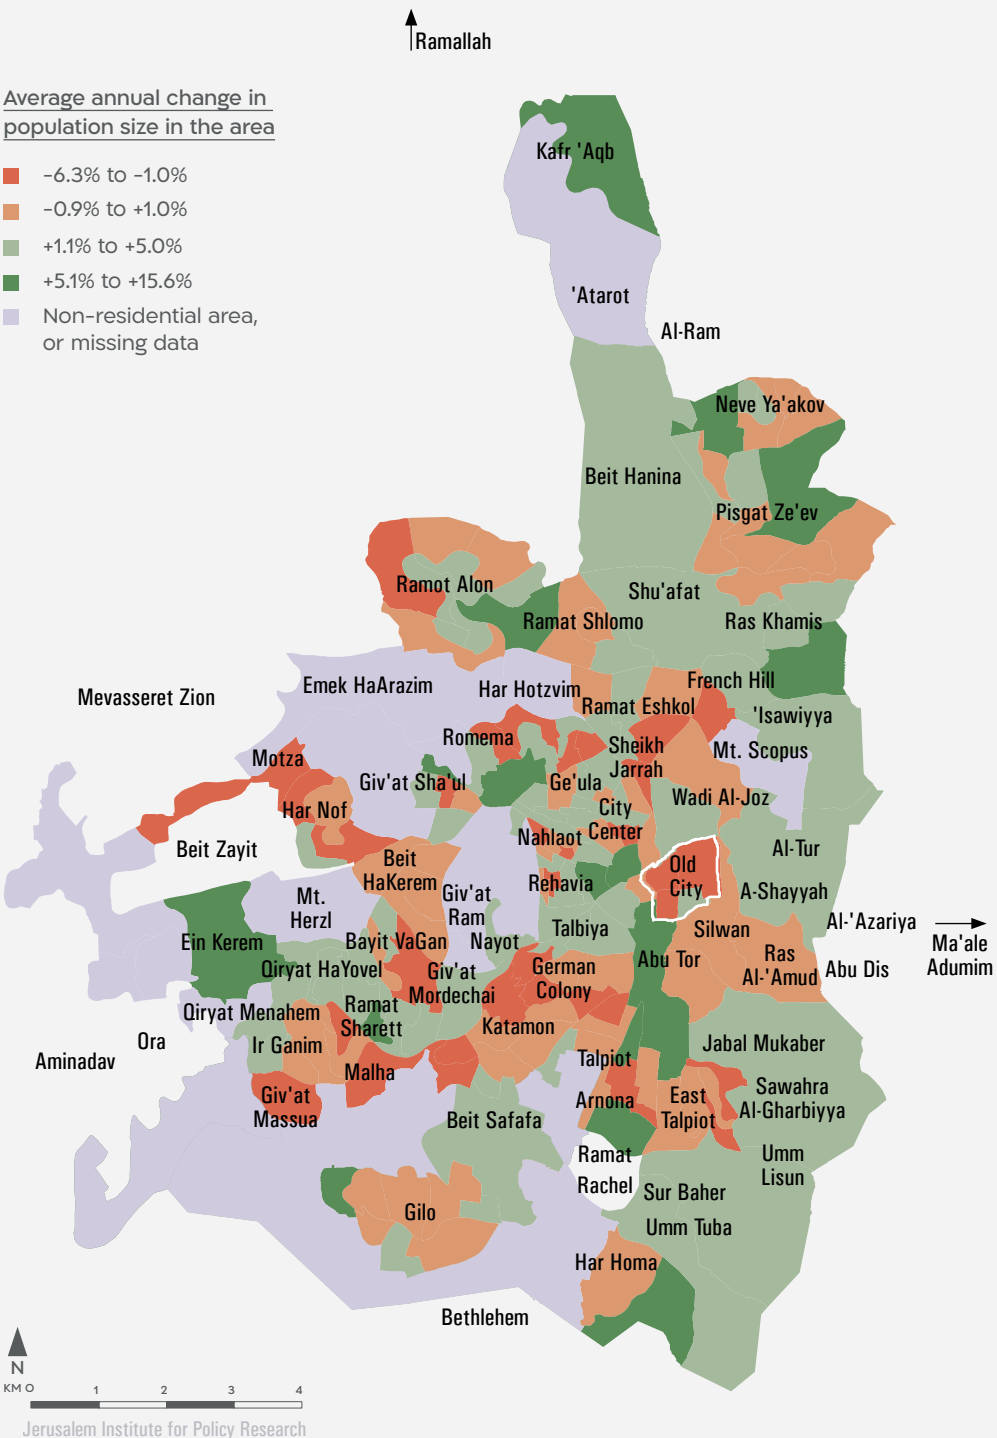 Ramallah
Average annual change in
population size in the area
-6.3% to -1.0%
-0.9% to +1.0%
+1.1% to +5.0%
+5.1% to +15.6%
Non-residential area,
or missing data
Kafr 'Aqb
'Atarot
Al-Ram
Neve Ya'akov
Beit Hanina
Pisgat Ze'ev
Ramot Alon
Shu'afat
Ramat Shlomo
Ras Khamis
Emek HaArazim
Har Hotzvim
French Hill
Mevasseret Zion
Ramat Eshkol
'Isawiyya
Romema
Sheikh
Jarrah
Mt. Scopus
Motza
Giv'at Sha'ul
Ge'ula
Har Nof
City
Center
Wadi Al-Joz
Nahlaot
Beit Zayit
Beit
HaKerem
Old
City
Al-Tur
Mt.
Herzl
Giv'at
Ram
Rehavia
A-Shayyah
Ein Kerem
Bayit VaGan
Nayot
Talbiya
Silwan
Al-'Azariya
Ma'ale
Adumim
Qiryat HaYovel
Giv'at
Mordechai
German
Colony
Abu Tor
Ras
Al-'Amud
Abu Dis
Qiryat Menahem
Ramat
Sharett
Katamon
Ora
Ir Ganim
Jabal Mukaber
Aminadav
Malha
Talpiot
Giv'at
Massua
Arnona
East
Talpiot
Sawahra
Al-Gharbiyya
Beit Safafa
Ramat
Rachel
Umm
Lisun
Sur Baher
Gilo
Umm Tuba
Har Homa
Bethlehem
N
KM 0 1 2 3 4
Jerusalem Institute for Policy Research